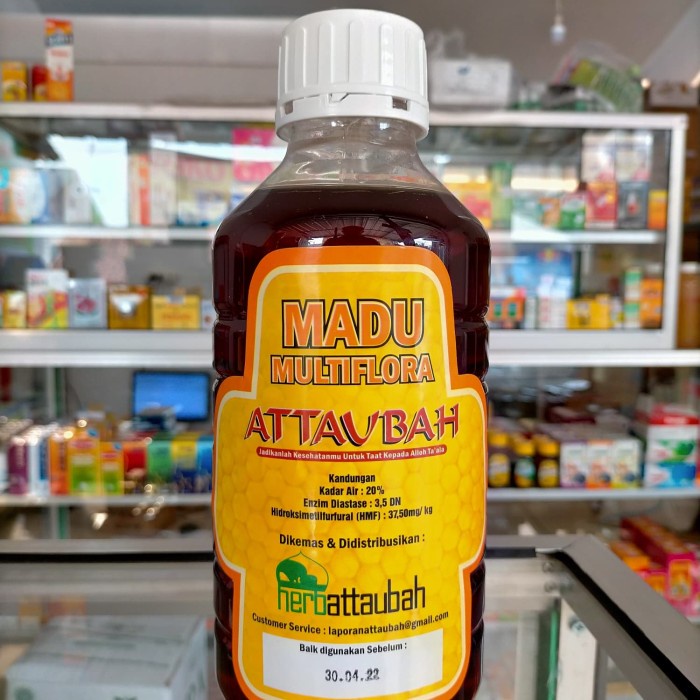 MADU
MULTIFLORA
ATTAUBAH
Jadikanlah Kesehatanmu Untuk Taat Kepada Alloh Ta'ala
Kandungan
Kadar Air : 20%
Enzim Diastase : 3,5 DN
Hidroksimetilfurfural (HMF) : 37,50mg/ kg
Dikemas & Didistribusikan :
herbattaubah
Customer Service : laporanattaubah@gmail.com
Baik digunakan Sebelum :
30.04.22